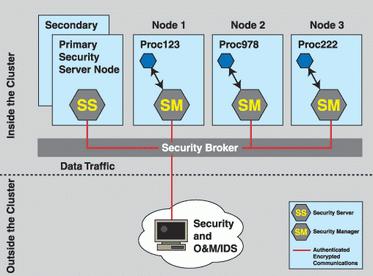 Secondary
Primary
Security
Server Node
SS
Node 1
Proc123
SM
Node 2
Proc978
SM
Node 3
Proc222
SM
Inside the Cluster
Security Broker
Data Traffic
Outside the Cluster
Security
and
O&M/IDS
SS Security Server
SM Security Manager
Authenticated
Encrypted
Communications